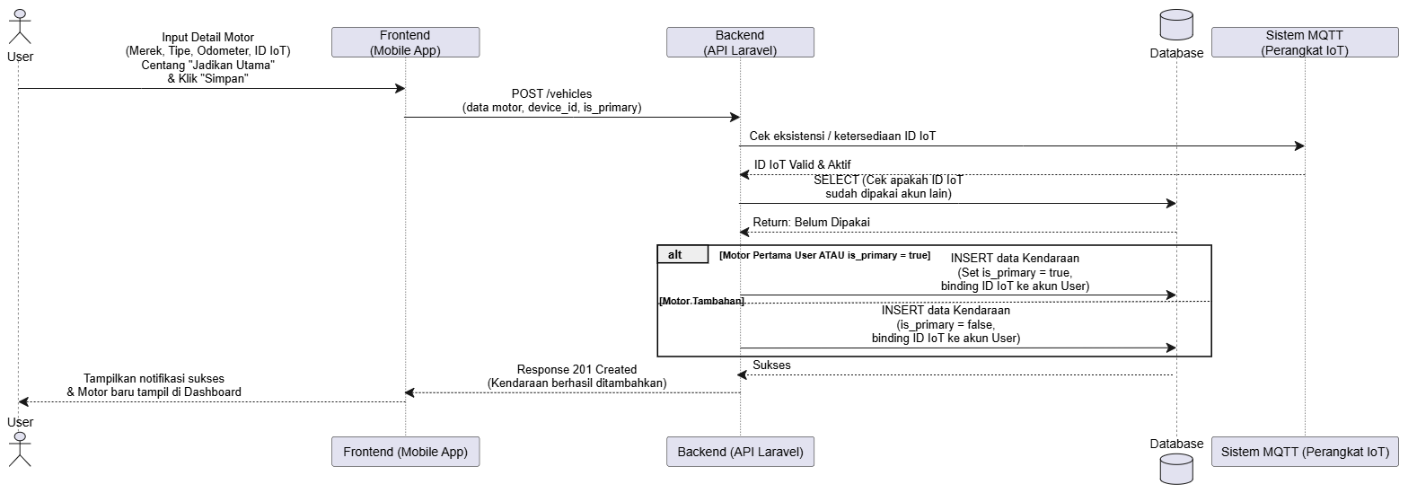 User
Input Detail Motor
(Merek, Tipe, Odometer, ID IoT)
Centang "Jadikan Utama"
& Klik "Simpan"
Frontend
(Mobile App)
Backend
(API Laravel)
Database
Sistem MQTT
(Perangkat IoT)
POST /vehicles
(data motor, device_id, is_primary)
Cek eksistensi / ketersediaan ID IoT
ID IoT Valid & Aktif
SELECT (Cek apakah ID IoT
sudah dipakai akun lain)
Return: Belum Dipakai
alt
[Motor Pertama User ATAU is_primary = true]
INSERT data Kendaraan
(Set is_primary = true,
binding ID IoT ke akun User)
[Motor Tambahan]
INSERT data Kendaraan
(is_primary = false,
binding ID IoT ke akun User)
Sukses
Response 201 Created
(Kendaraan berhasil ditambahkan)
Tampilkan notifikasi sukses
& Motor baru tampil di Dashboard
User
Frontend (Mobile App)
Backend (API Laravel)
Database
Sistem MQTT (Perangkat IoT)